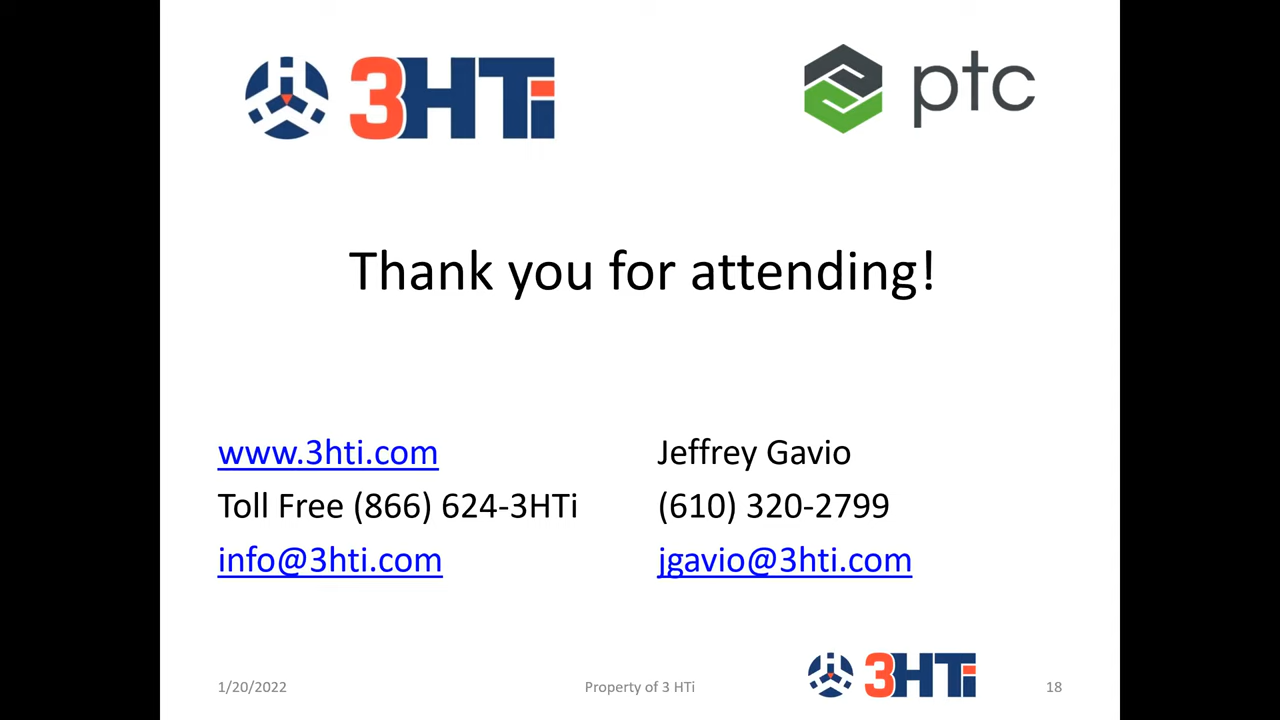 3HTi
ptc
Thank you for attending!
www.3hti.com
Toll Free (866) 624-3HTi
info@3hti.com
Jeffrey Gavio
(610) 320-2799
jgavio@3hti.com
1/20/2022
Property of 3 HTi
3HTi
18